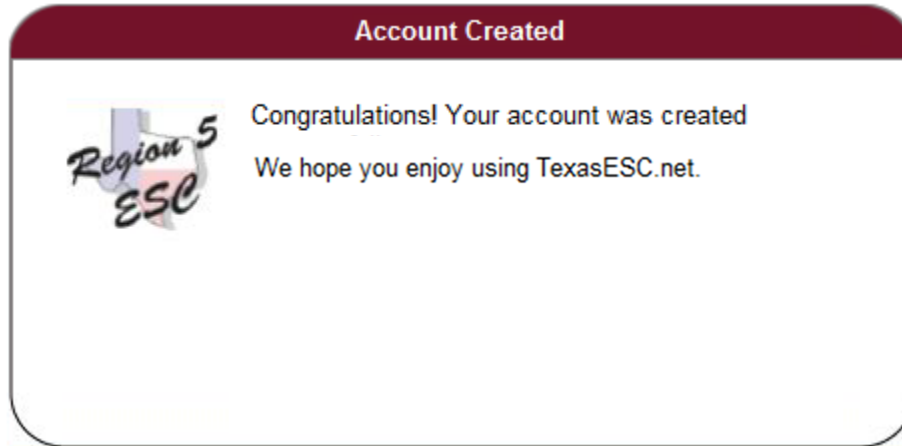 Account Created
Region 5
ESC
Congratulations! Your account was created
We hope you enjoy using TexasESC.net.